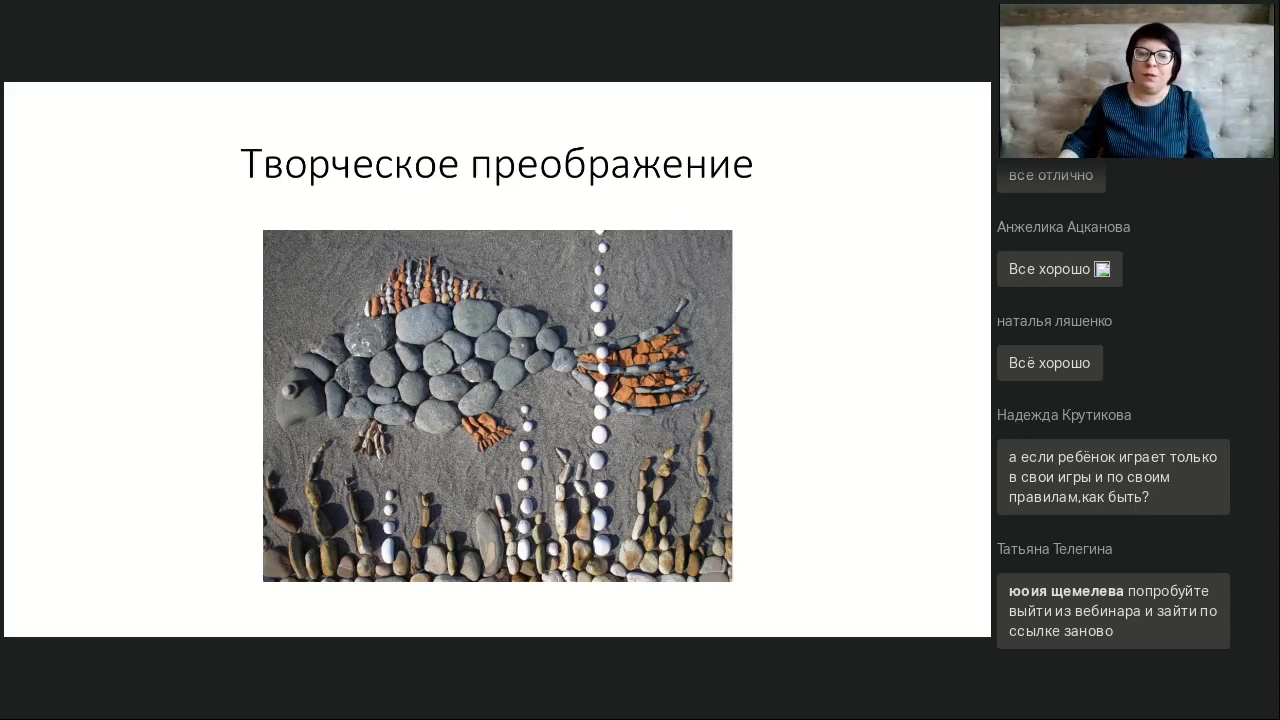 Творческое преображение
все отлично
Анжелика Ацканова
Все хорошо
наталья ляшенко
Всё хорошо
Надежда Крутикова
а если ребёнок играет только
в свои игры и по своим
правилам,как быть?
Татьяна Телегина
юоия щемелева попробуйте
выйти из вебинара и зайти по
ссылке заново